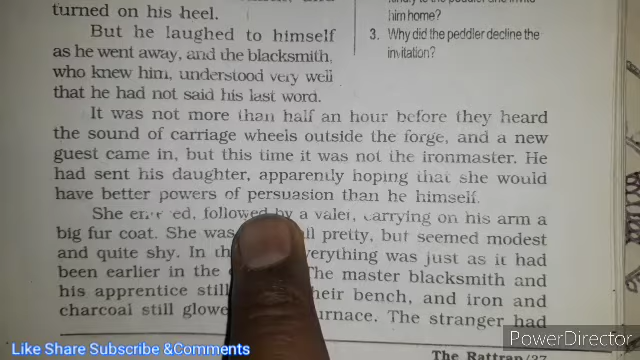 turned on his heel.
But he laughed to himself
as he went away, and the blacksmith,
who knew him, understood very well
that he had not said his last word.
him home?
3. Why did the peddler decline the
invitation?
It was not more than half an hour before they heard
the sound of carriage wheels outside the forge, and a new
guest came in, but this time it was not the ironmaster. He
had sent his daughter, apparently hoping that she would
have better powers of persuasion than he himself.
She entered, followed by a valet, carrying on his arm a
big fur coat. She was pretty, but seemed modest
and quite shy. In everything was just as it had
been earlier in the The master blacksmith and
his apprentice still their bench, and iron and
charcoal still The stranger had
The Rattrap/37
Like Share Subscribe &Comments
PowerDirector